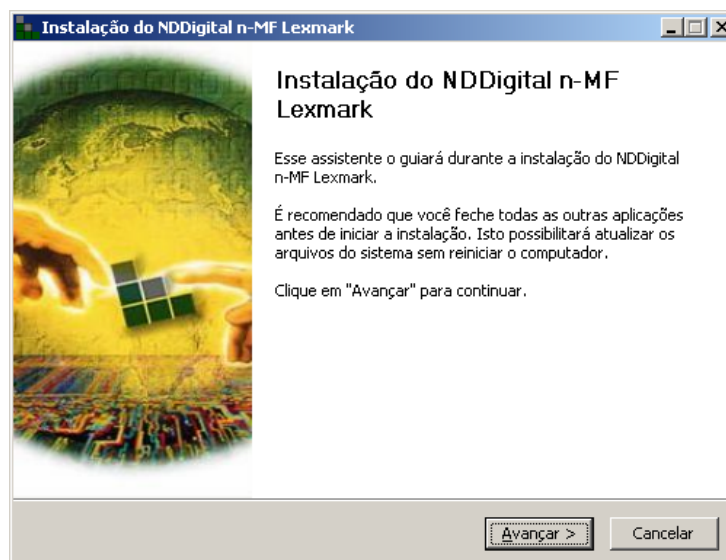 Instalação do NDDigital n-MF Lexmark
Instalação do NDDigital n-MF
Lexmark
Esse assistente o guiará durante a instalação do NDDigital
n-MF Lexmark.
É recomendado que você feche todas as outras aplicações
antes de iniciar a instalação. Isto possibilitará atualizar os
arquivos do sistema sem reiniciar o computador.
Clique em "Avançar" para continuar.
Avançar >
Cancelar